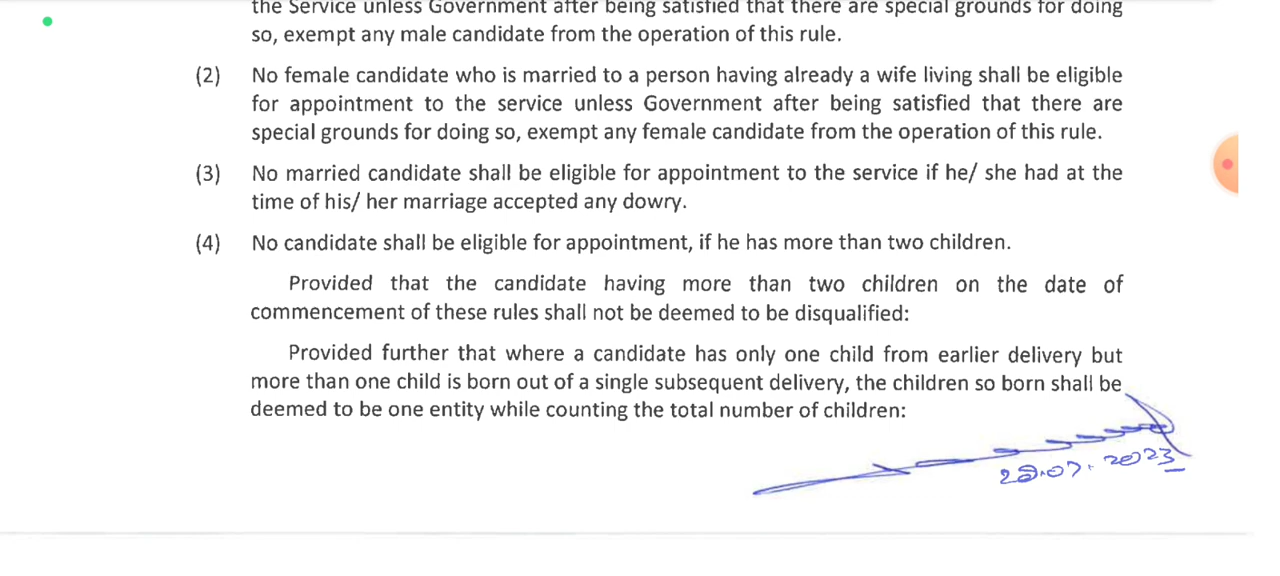 the Service unless Government after being satisfied that there are special grounds for doing
so, exempt any male candidate from the operation of this rule.
(2) No female candidate who is married to a person having already a wife living shall be eligible
for appointment to the service unless Government after being satisfied that there are
special grounds for doing so, exempt any female candidate from the operation of this rule.
(3) No married candidate shall be eligible for appointment to the service if he/ she had at the
time of his/ her marriage accepted any dowry.
(4) No candidate shall be eligible for appointment, if he has more than two children.
Provided that the candidate having more than two children on the date of
commencement of these rules shall not be deemed to be disqualified:
Provided further that where a candidate has only one child from earlier delivery but
more than one child is born out of a single subsequent delivery, the children so born shall be
deemed to be one entity while counting the total number of children: